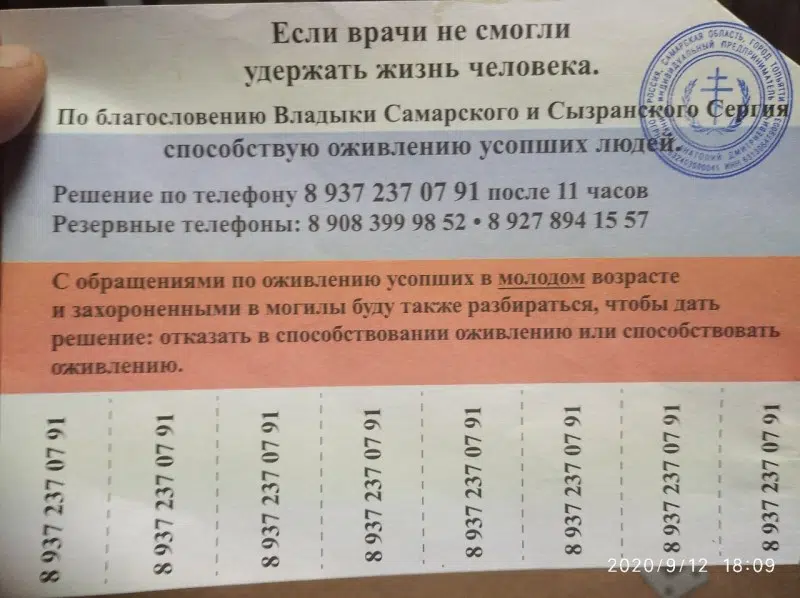 Если врачи не смогли
удержать жизнь человека.
По благословению Владыки Самарского и Сызранского Сергия
способствую оживлению усопших людей.
РОССИЯ, САМАРСКАЯ ОБЛАСТЬ, ГОРОД ТОЛЬЯТТИ
ИНДИВИДУАЛЬНЫЙ ПРЕДПРИНИМАТЕЛЬ
АНАТОЛИЙ ДМИТРИЕВИЧ
Решение по телефону 8 937 237 07 91 после 11 часов
Резервные телефоны: 8 908 399 98 52 • 8 927 894 15 57
С обращениями по оживлению усопших в молодом возрасте
и захороненными в могилы буду также разбираться, чтобы дать
решение: отказать в способствовании оживлению или способствовать
оживлению.
8 937 237 07 91
8 937 237 07 91
8 937 237 07 91
8 937 237 07 91
8 937 237 07 91
8 937 237 07 91
8 937 237 07 91
8 937 237 07 91
2020/9/12 18:09